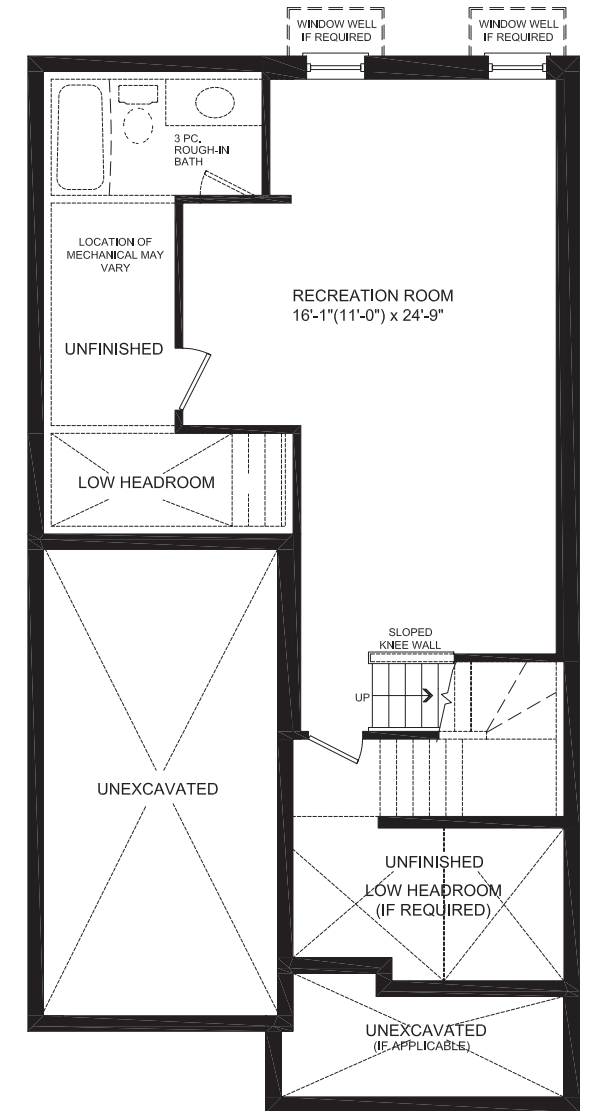 WINDOW WELL
IF REQUIRED
WINDOW WELL
IF REQUIRED
3 PC.
ROUGH-IN
BATH
LOCATION OF
MECHANICAL MAY
VARY
RECREATION ROOM
16'-1"(11'-0") x 24'-9"
UNFINISHED
LOW HEADROOM
SLOPED
KNEE WALL
UP
UNEXCAVATED
UNFINISHED
LOW HEADROOM
(IF REQUIRED)
UNEXCAVATED
(IF APPLICABLE)